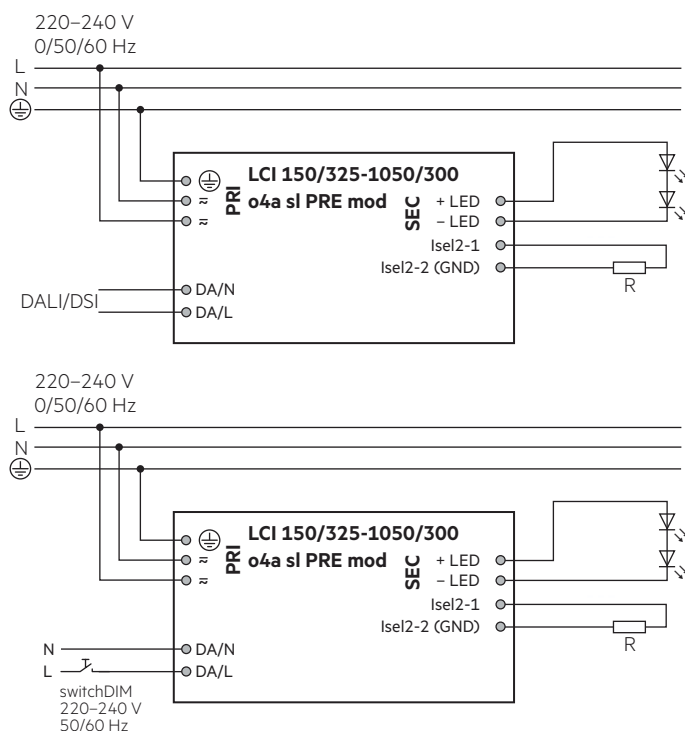 220–240 V
0/50/60 Hz
L
N
LCI 150/325-1050/300
o4a sl PRE mod
PRI
SEC
≂
≂
+ LED
– LED
Isel2-1
Isel2-2 (GND)
R
DALI/DSI
DA/N
DA/L
220–240 V
0/50/60 Hz
L
N
LCI 150/325-1050/300
o4a sl PRE mod
PRI
SEC
≂
≂
+ LED
– LED
Isel2-1
Isel2-2 (GND)
R
N
DA/N
L
DA/L
switchDIM
220–240 V
50/60 Hz